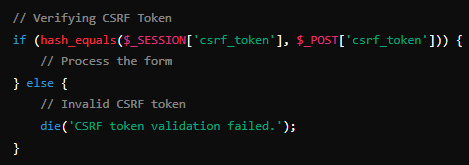 // Verifying CSRF Token
if (hash_equals($_SESSION['csrf_token'], $_POST['csrf_token'])) {
    // Process the form
} else {
    // Invalid CSRF token
    die('CSRF token validation failed.');
}